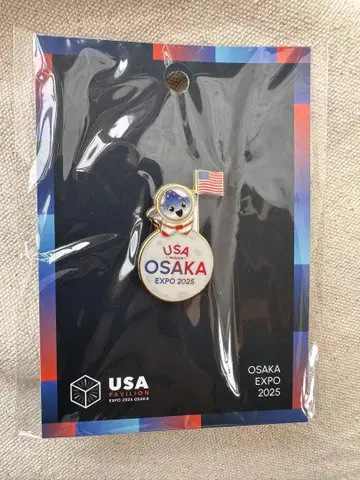 USA
PAVILION
OSAKA
EXPO 2025
USA
PAVILION
EXPO 2025 OSAKA
OSAKA
EXPO
2025